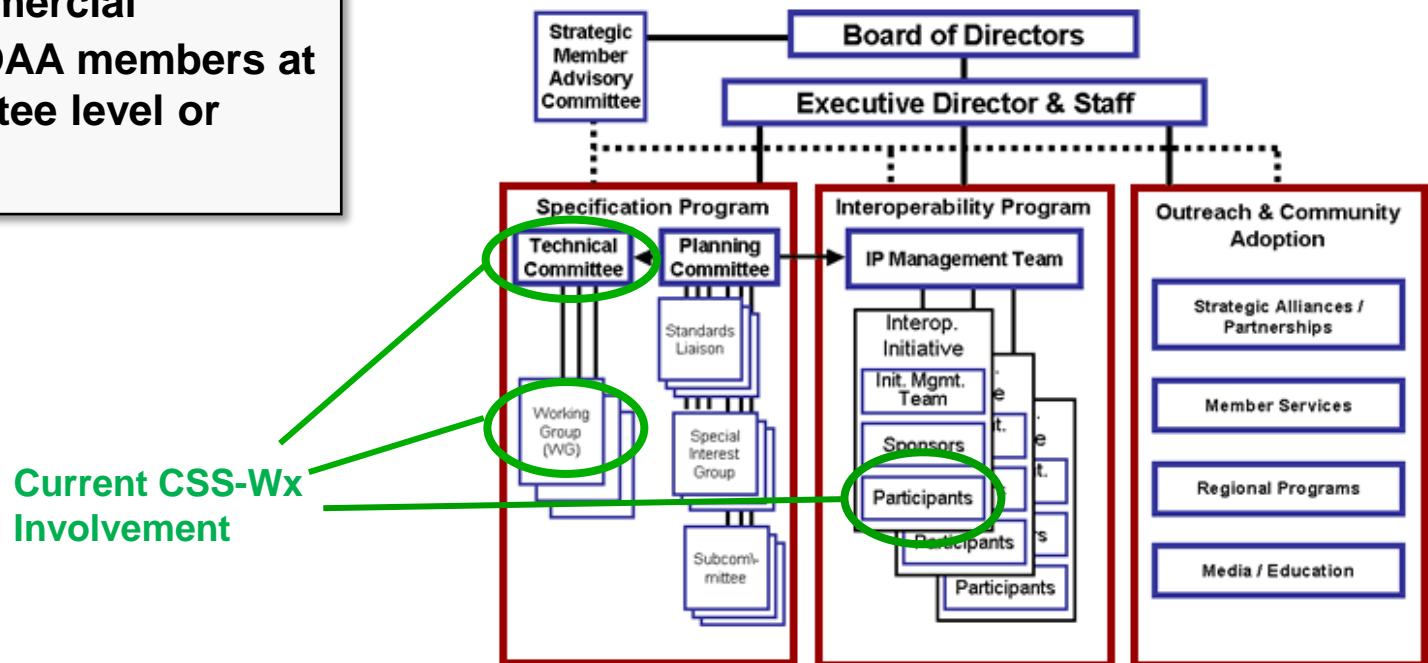 AA members at
tee level or
Strategic
Member
Advisory
Committee
Board of Directors
Executive Director & Staff
Specification Program
Technical
Committee
Planning
Committee
Standards
Liaison
Working
Group
(WG)
Special
Interest
Group
Subcom\-
mittee
Interoperability Program
IP Management Team
Interop.
Initiative
Init. Mgmt.
Team
Sponsors
Participants
Participants
Participants
Outreach & Community
Adoption
Strategic Alliances /
Partnerships
Member Services
Regional Programs
Media / Education
Current CSS-Wx
Involvement